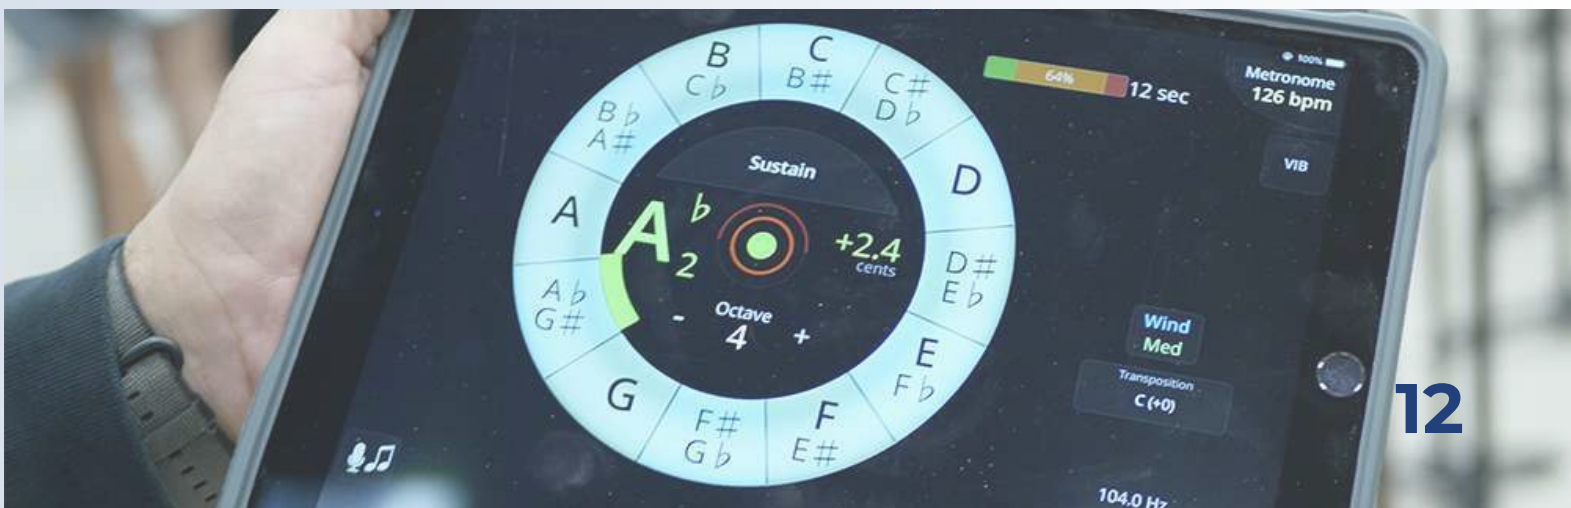 100%
Metronome
126 bpm
64%
12 sec
VIB
C
B#
C#
D♭
D
D#
E♭
E
F♭
F
E#
F#
G♭
G
A♭
G#
A
B♭
A#
B
C♭
Sustain
A♭2
+2.4
cents
Octave
- 4 +
Wind
Med
Transposition
C (+0)
104.0 Hz
12